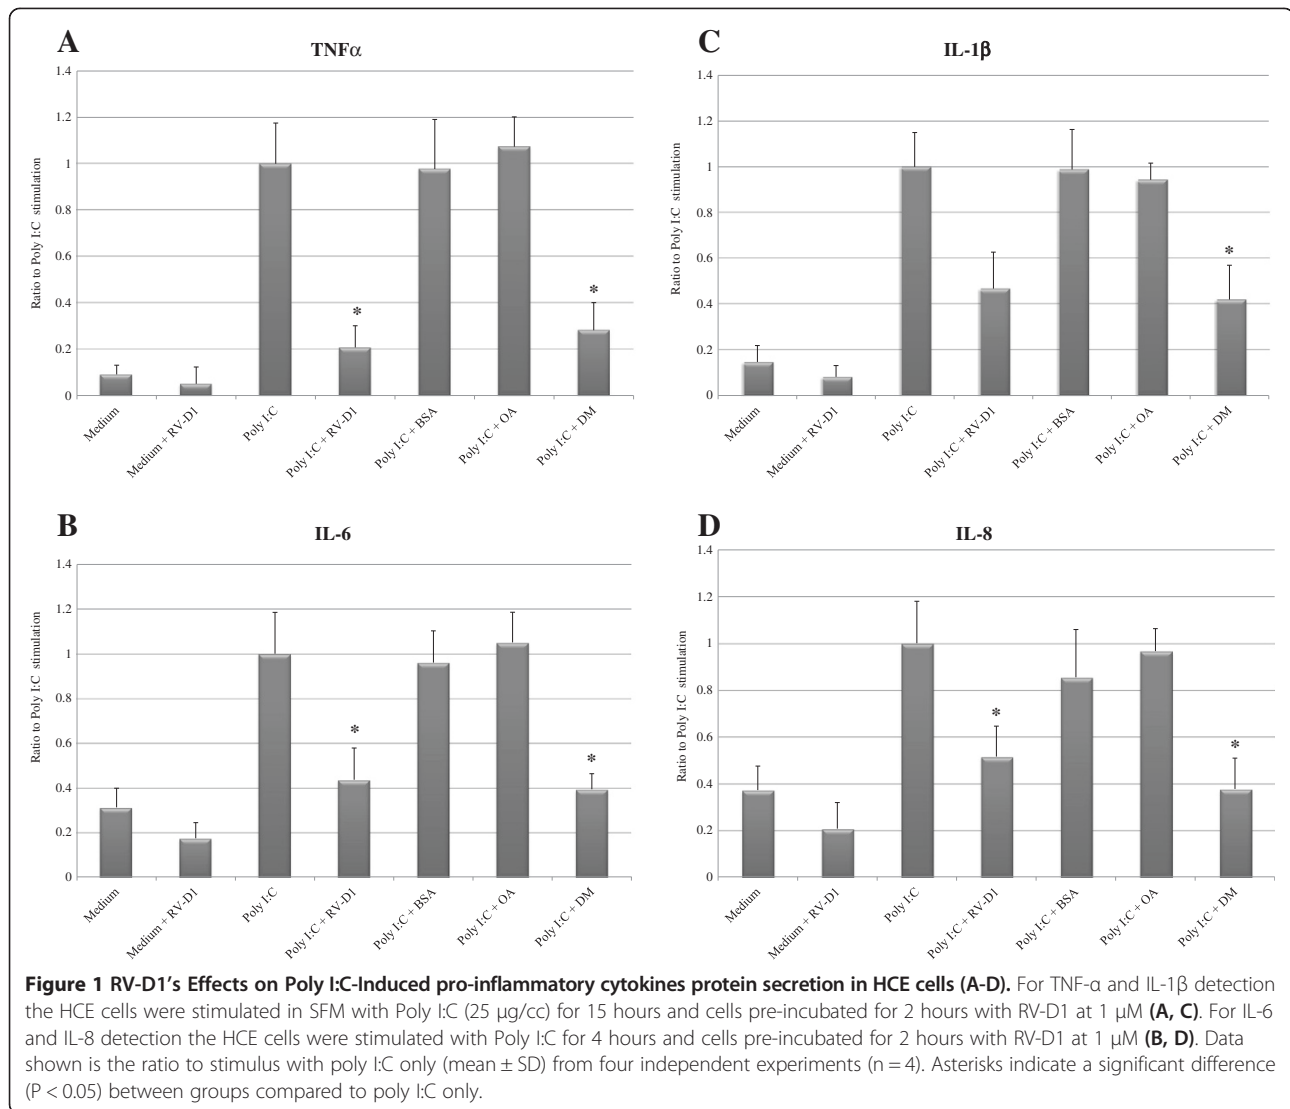 A
TNFα
Ratio to Poly I:C stimulation
1.4
1.2
1
0.8
0.6
0.4
0.2
0
*
*
Medium
Medium + RV-D1
Poly I:C
Poly I:C + RV-D1
Poly I:C + BSA
Poly I:C + OA
Poly I:C + DM
C
IL-1β
Ratio to Poly I:C stimulation
1.4
1.2
1
0.8
0.6
0.4
0.2
0
*
Medium
Medium + RV-D1
Poly I:C
Poly I:C + RV-D1
Poly I:C + BSA
Poly I:C + OA
Poly I:C + DM
B
IL-6
Ratio to Poly I:C stimulation
1.4
1.2
1
0.8
0.6
0.4
0.2
0
*
*
Medium
Medium + RV-D1
Poly I:C
Poly I:C + RV-D1
Poly I:C + BSA
Poly I:C + OA
Poly I:C + DM
D
IL-8
Ratio to Poly I:C stimulation
1.4
1.2
1
0.8
0.6
0.4
0.2
0
*
*
Medium
Medium + RV-D1
Poly I:C
Poly I:C + RV-D1
Poly I:C + BSA
Poly I:C + OA
Poly I:C + DM
Figure 1 RV-D1's Effects on Poly I:C-Induced pro-inflammatory cytokines protein secretion in HCE cells (A-D). For TNF-α and IL-1β detection
the HCE cells were stimulated in SFM with Poly I:C (25 μg/cc) for 15 hours and cells pre-incubated for 2 hours with RV-D1 at 1 μM (A, C). For IL-6
and IL-8 detection the HCE cells were stimulated with Poly I:C for 4 hours and cells pre-incubated for 2 hours with RV-D1 at 1 μM (B, D). Data
shown is the ratio to stimulus with poly I:C only (mean ± SD) from four independent experiments (n = 4). Asterisks indicate a significant difference
(P < 0.05) between groups compared to poly I:C only.